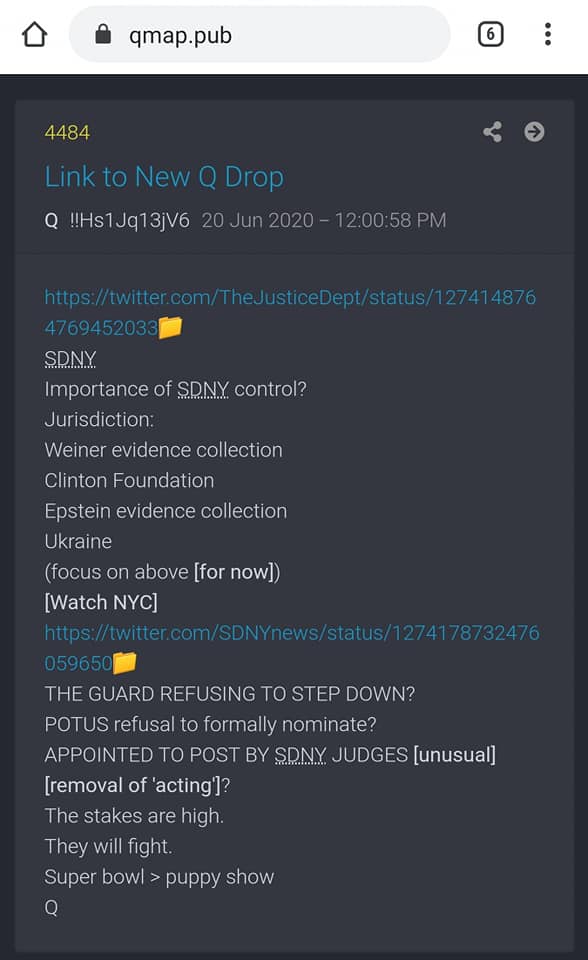 qmap.pub
6
4484
Link to New Q Drop
Q !!Hs1Jq13jV6 20 Jun 2020 – 12:00:58 PM
https://twitter.com/TheJusticeDept/status/127414876
4769452033
SDNY
Importance of SDNY control?
Jurisdiction:
Weiner evidence collection
Clinton Foundation
Epstein evidence collection
Ukraine
(focus on above [for now])
[Watch NYC]
https://twitter.com/SDNYnews/status/1274178732476
059650
THE GUARD REFUSING TO STEP DOWN?
POTUS refusal to formally nominate?
APPOINTED TO POST BY SDNY JUDGES [unusual]
[removal of 'acting']?
The stakes are high.
They will fight.
Super bowl > puppy show
Q